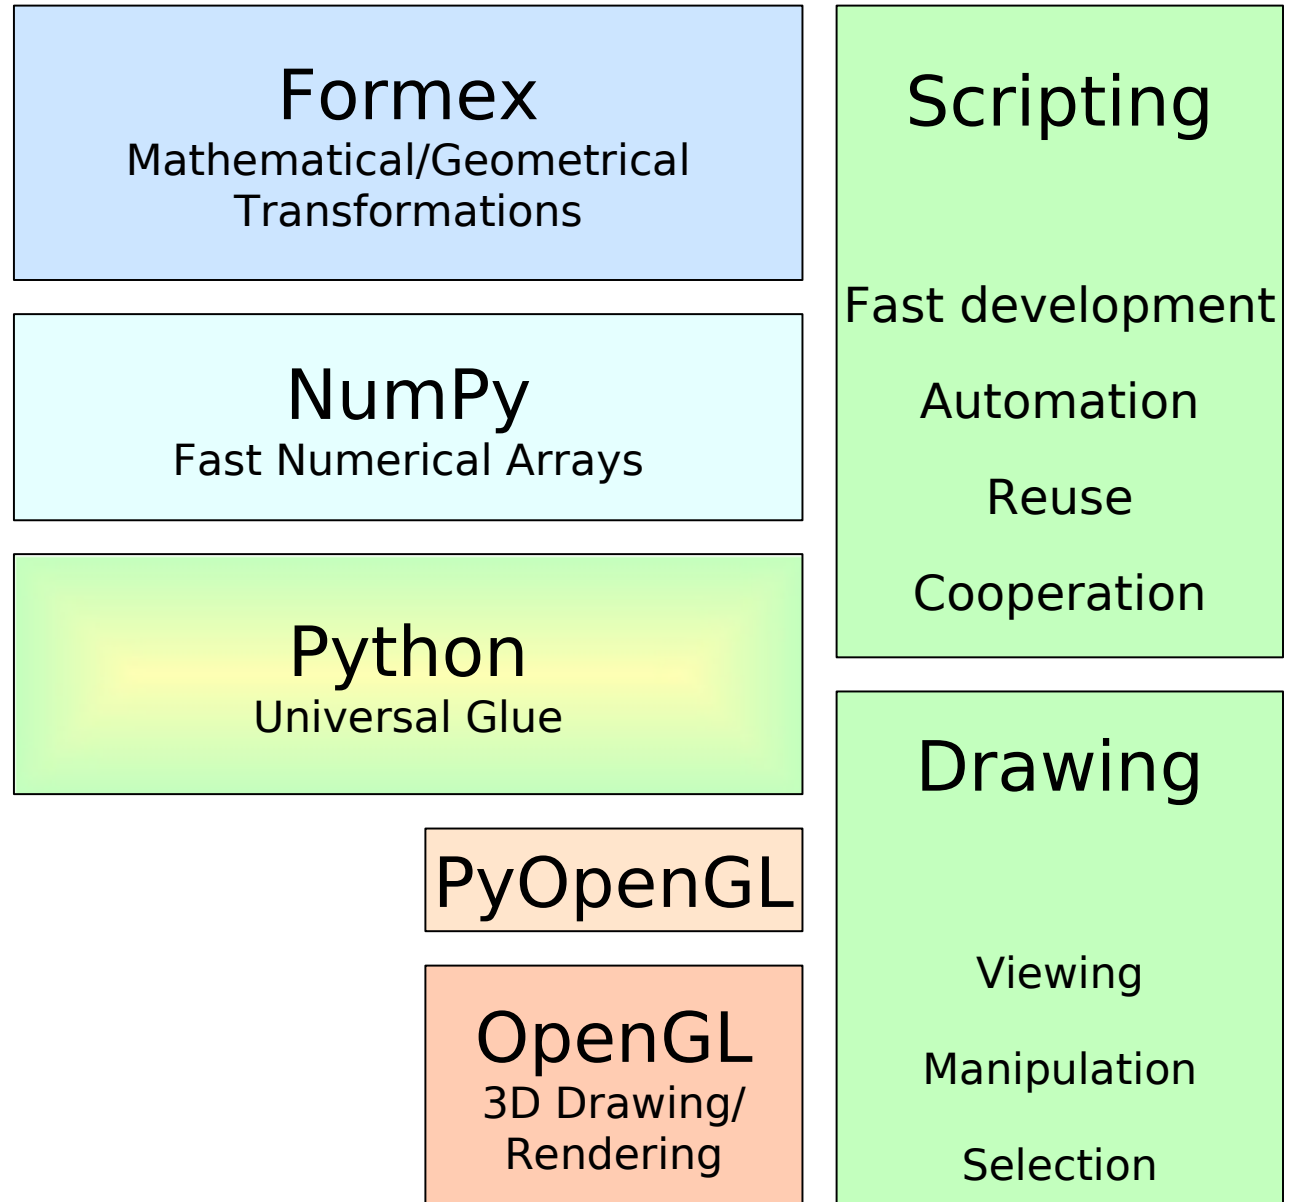 Formex
Mathematical/Geometrical
Transformations
NumPy
Fast Numerical Arrays
Python
Universal Glue
PyOpenGL
OpenGL
3D Drawing/
Rendering
Scripting
Fast development
Automation
Reuse
Cooperation
Drawing
Viewing
Manipulation
Selection